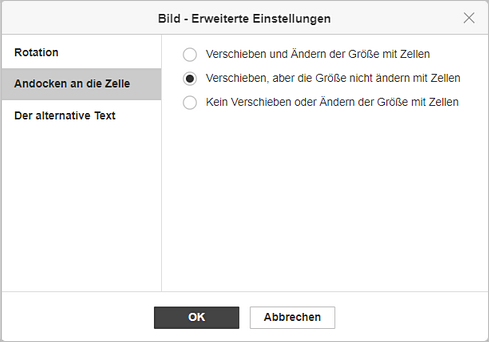 Bild - Erweiterte Einstellungen
Rotation
Andocken an die Zelle
Der alternative Text
Verschieben und Ändern der Größe mit Zellen
Verschieben, aber die Größe nicht ändern mit Zellen
Kein Verschieben oder Ändern der Größe mit Zellen
OK
Abbrechen